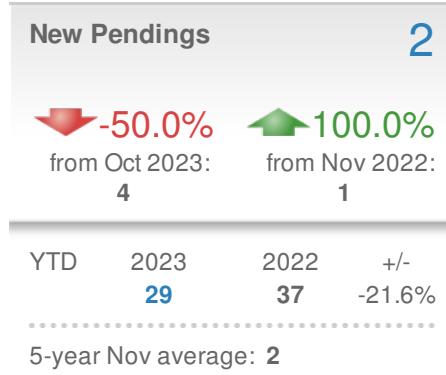 New Pendings 2
-50.0% 100.0%
from Oct 2023: from Nov 2022:
4 1
YTD 2023 2022 +/-
29 37 -21.6%
5-year Nov average: 2